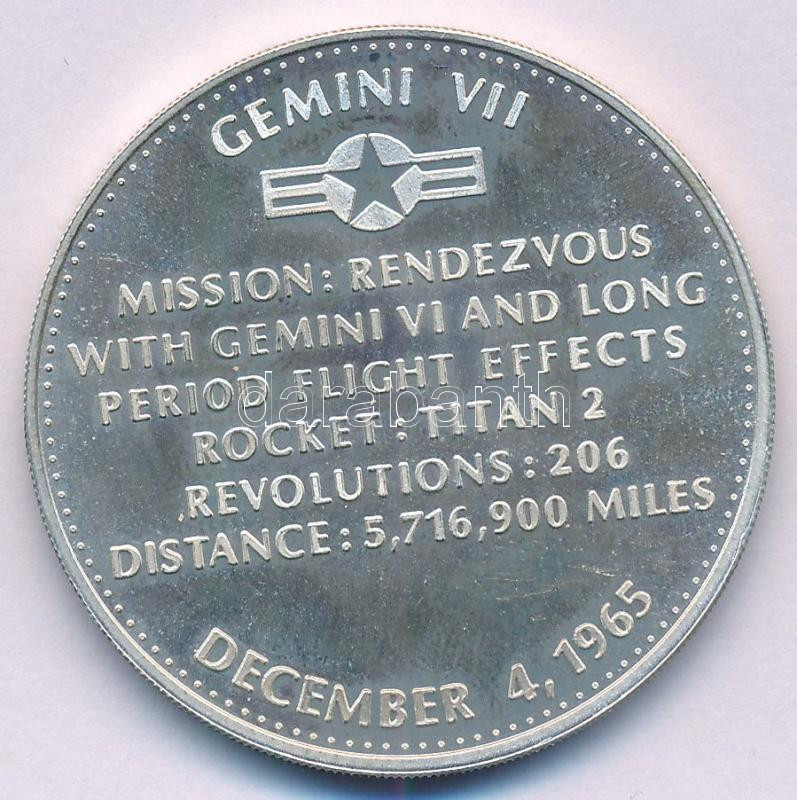 GEMINI VII
MISSION: RENDEZVOUS
WITH GEMINI VI AND LONG
PERIOD FLIGHT EFFECTS
darabanth
ROCKET: TITAN 2
REVOLUTIONS: 206
DISTANCE: 5,716,900 MILES
DECEMBER 4, 1965